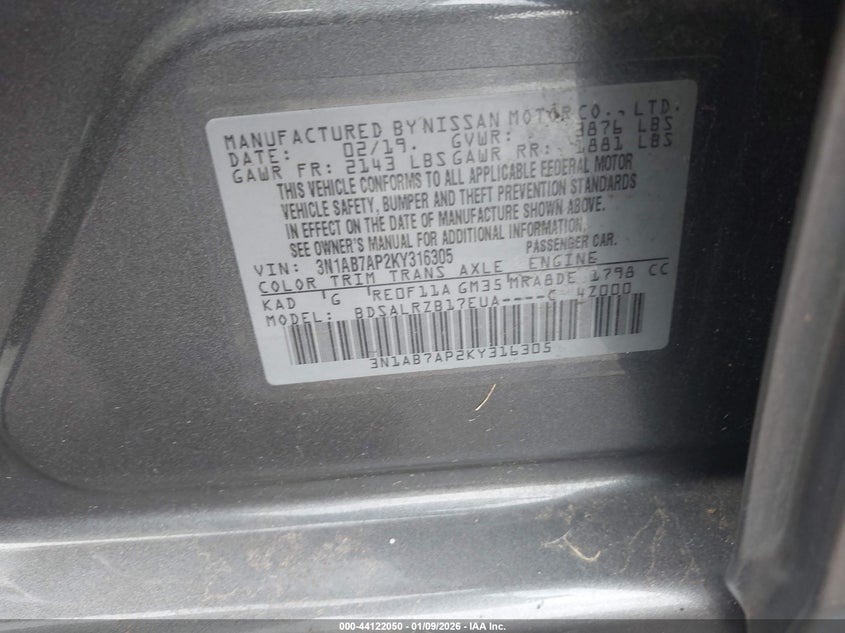 MANUFACTURED BY NISSAN MOTOR CO., LTD.
DATE: 02/19. GVWR: 3876 LBS
GAWR FR: 2143 LBS GAWR RR: 1881 LBS
THIS VEHICLE CONFORMS TO ALL APPLICABLE FEDERAL MOTOR
VEHICLE SAFETY, BUMPER AND THEFT PREVENTION STANDARDS
IN EFFECT ON THE DATE OF MANUFACTURE SHOWN ABOVE.
SEE OWNER'S MANUAL FOR ADDITIONAL INFORMATION.
VIN: 3N1AB7AP2KY316305 PASSENGER CAR.
COLOR TRIM TRANS AXLE ENGINE
KAD G RE0F11A GM35 MRA8DE 1798 CC
MODEL: BDSALRZB17EUA----C-4Z000
3N1AB7AP2KY316305
000-44122050 - 01/09/2026 - IAA Inc.